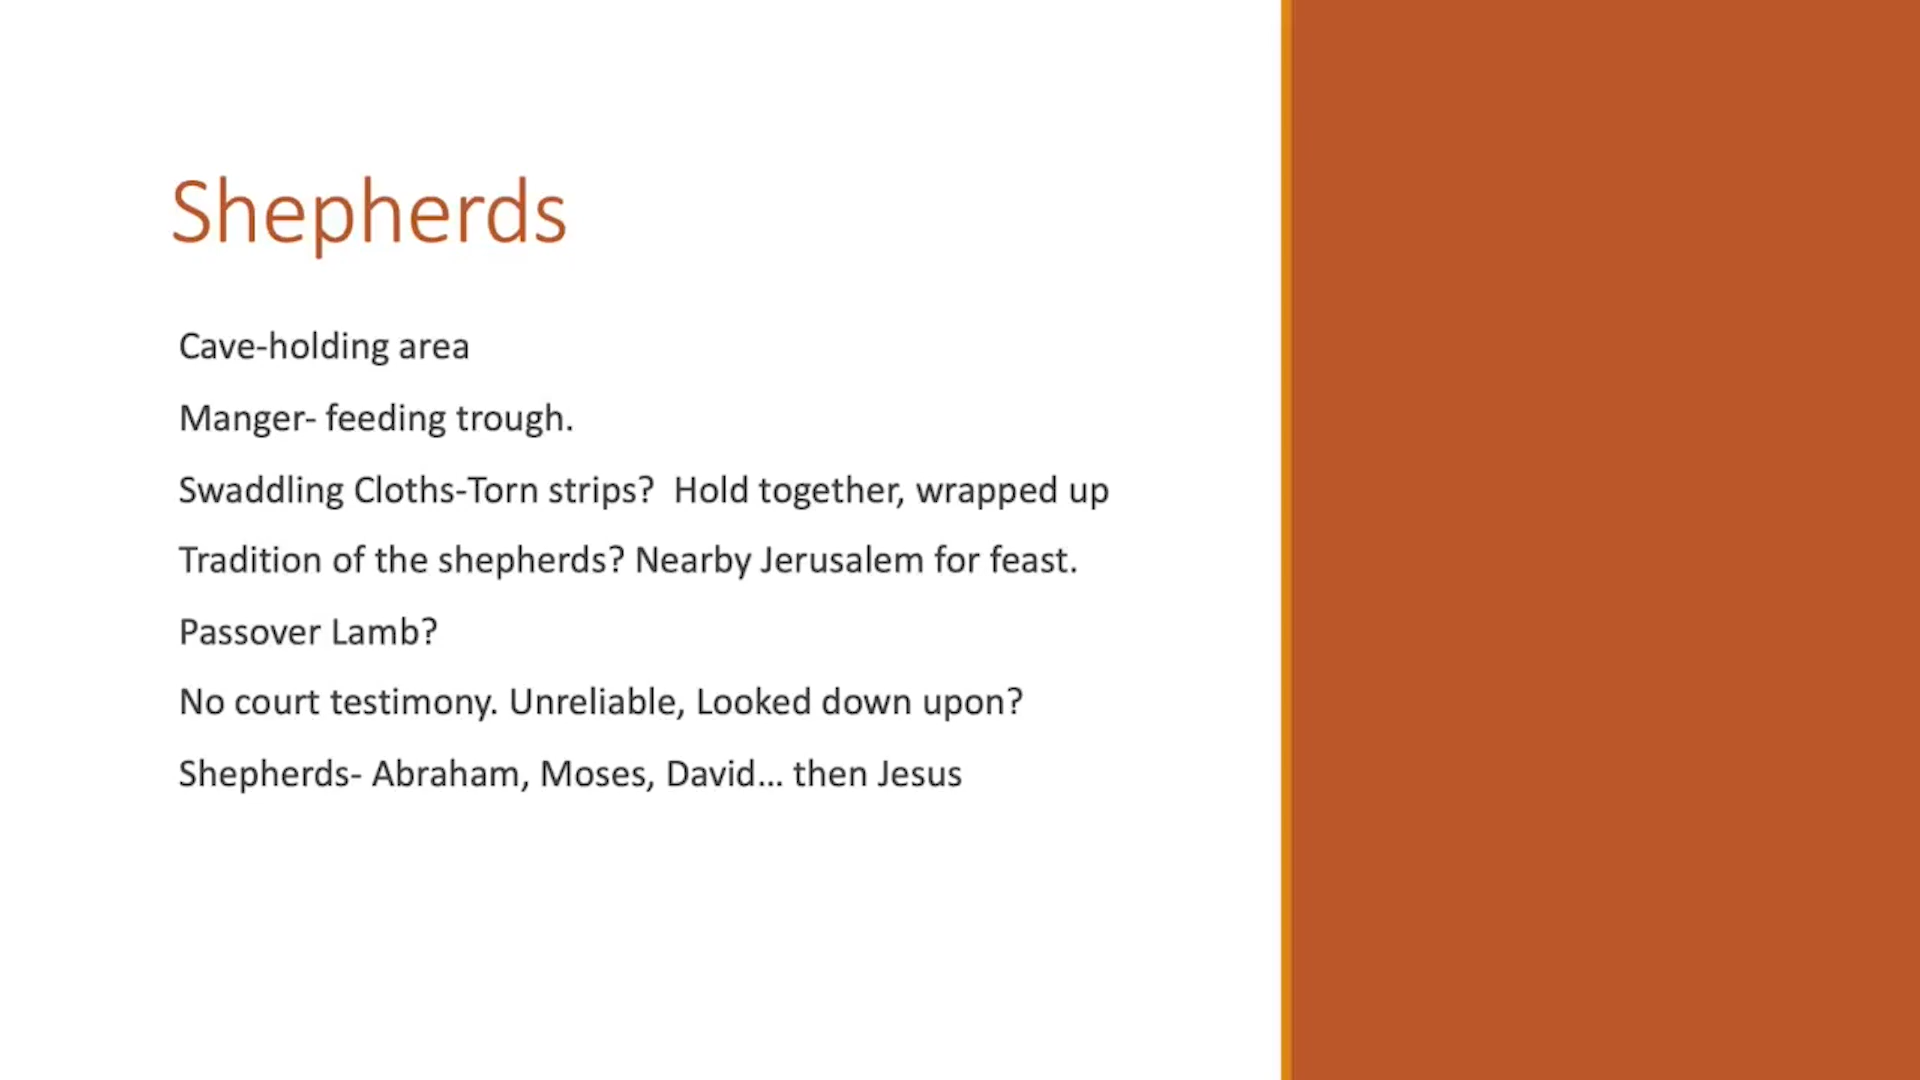 Shepherds
Cave-holding area
Manger- feeding trough.
Swaddling Cloths-Torn strips?  Hold together, wrapped up
Tradition of the shepherds? Nearby Jerusalem for feast.
Passover Lamb?
No court testimony. Unreliable, Looked down upon?
Shepherds- Abraham, Moses, David... then Jesus